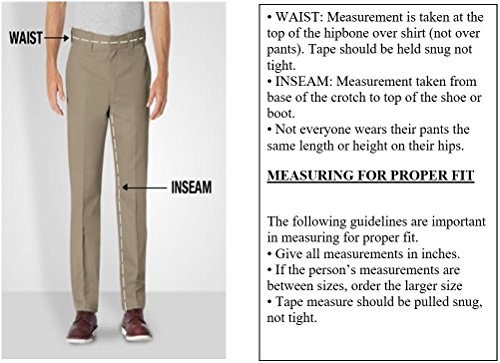 WAIST
INSEAM
• WAIST: Measurement is taken at the
top of the hipbone over shirt (not over
pants). Tape should be held snug not
tight.
• INSEAM: Measurement taken from
base of the crotch to top of the shoe or
boot.
• Not everyone wears their pants the
same length or height on their hips.
MEASURING FOR PROPER FIT
The following guidelines are important
in measuring for proper fit.
• Give all measurements in inches.
• If the person’s measurements are
between sizes, order the larger size
• Tape measure should be pulled snug,
not tight.